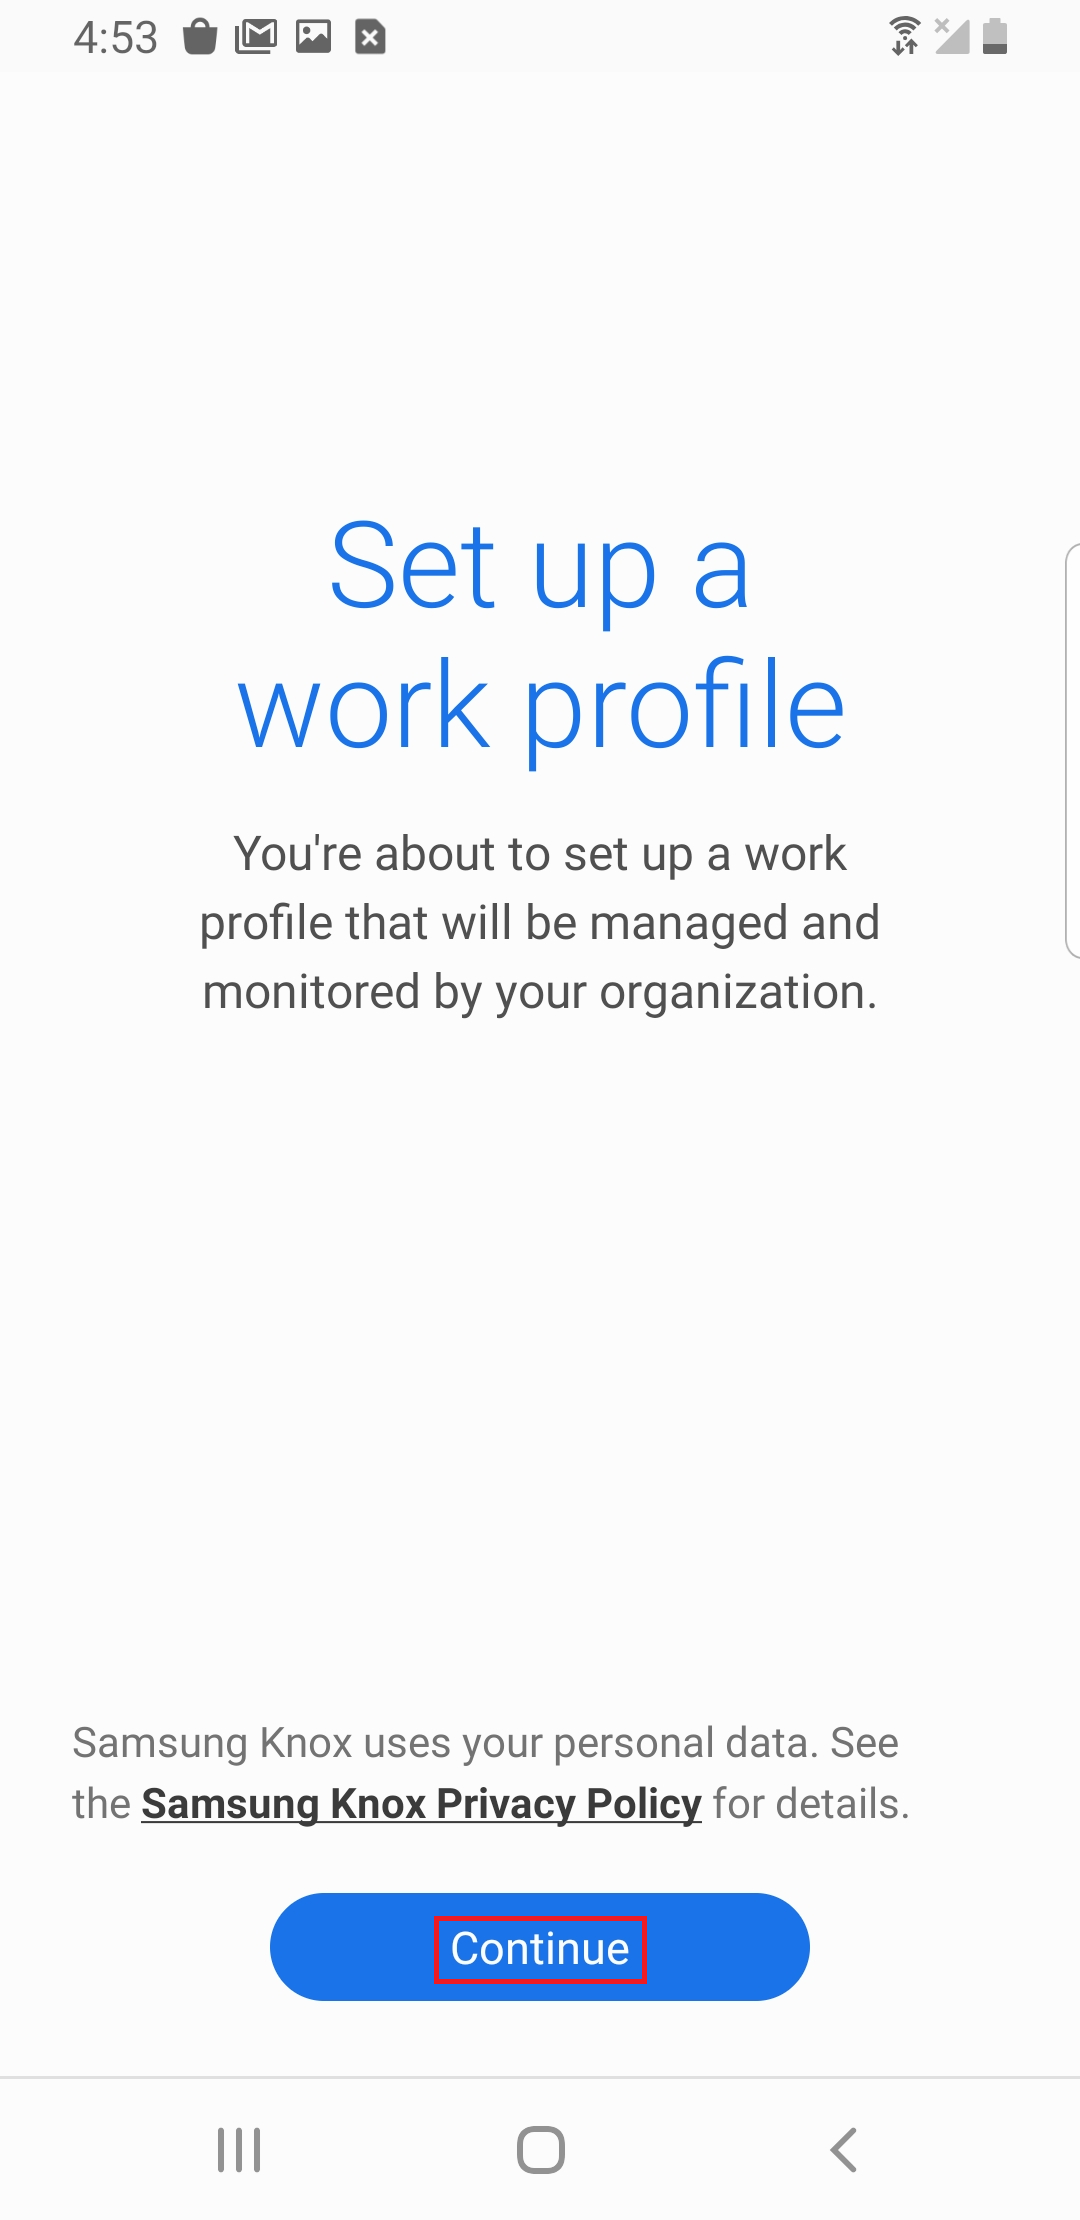 4:53
Set up a
work profile
You're about to set up a work
profile that will be managed and
monitored by your organization.
Samsung Knox uses your personal data. See
the Samsung Knox Privacy Policy for details.
Continue